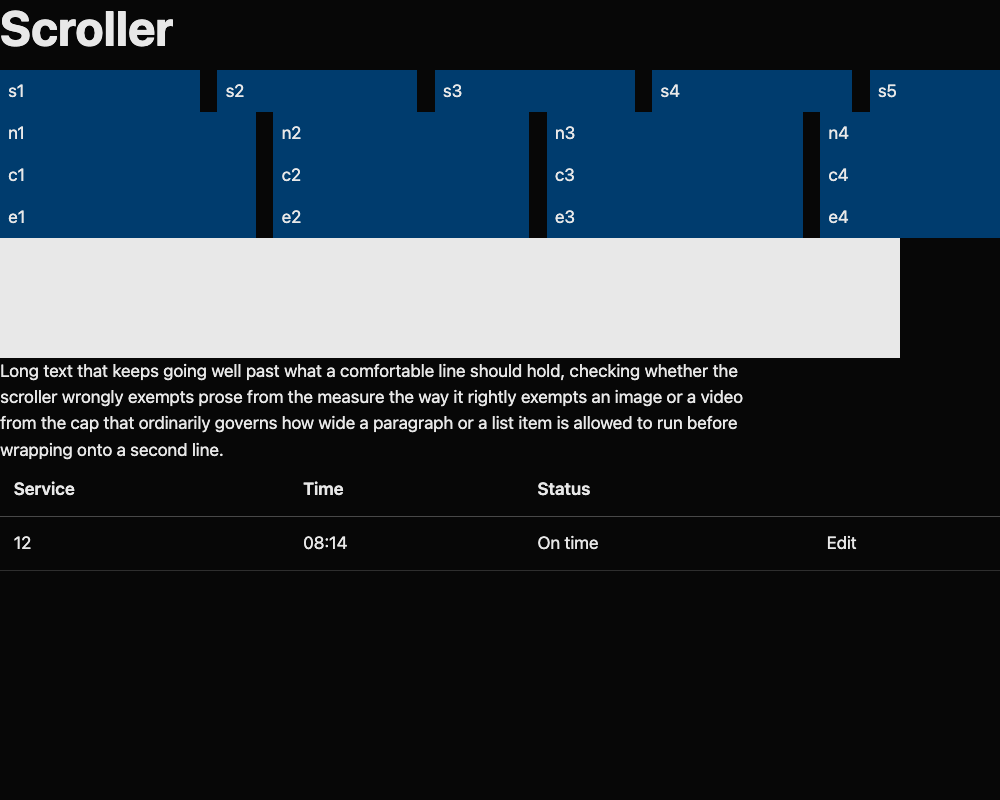 Scroller
s1 s2 s3 s4 s5
n1 n2 n3 n4
c1 c2 c3 c4
e1 e2 e3 e4
Long text that keeps going well past what a comfortable line should hold, checking whether the
scroller wrongly exempts prose from the measure the way it rightly exempts an image or a video
from the cap that ordinarily governs how wide a paragraph or a list item is allowed to run before
wrapping onto a second line.
Service Time Status
12 08:14 On time Edit